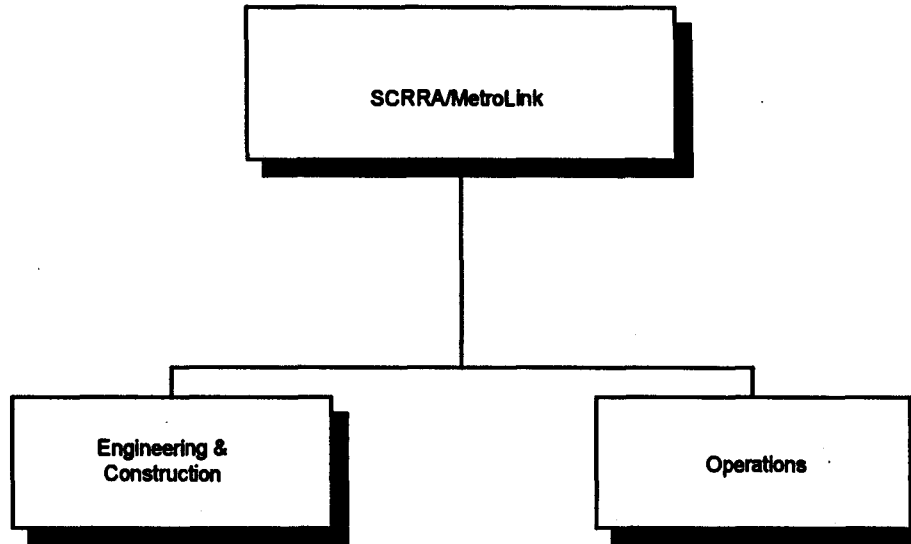 SCRRA/MetroLink
Engineering &
Construction
Operations